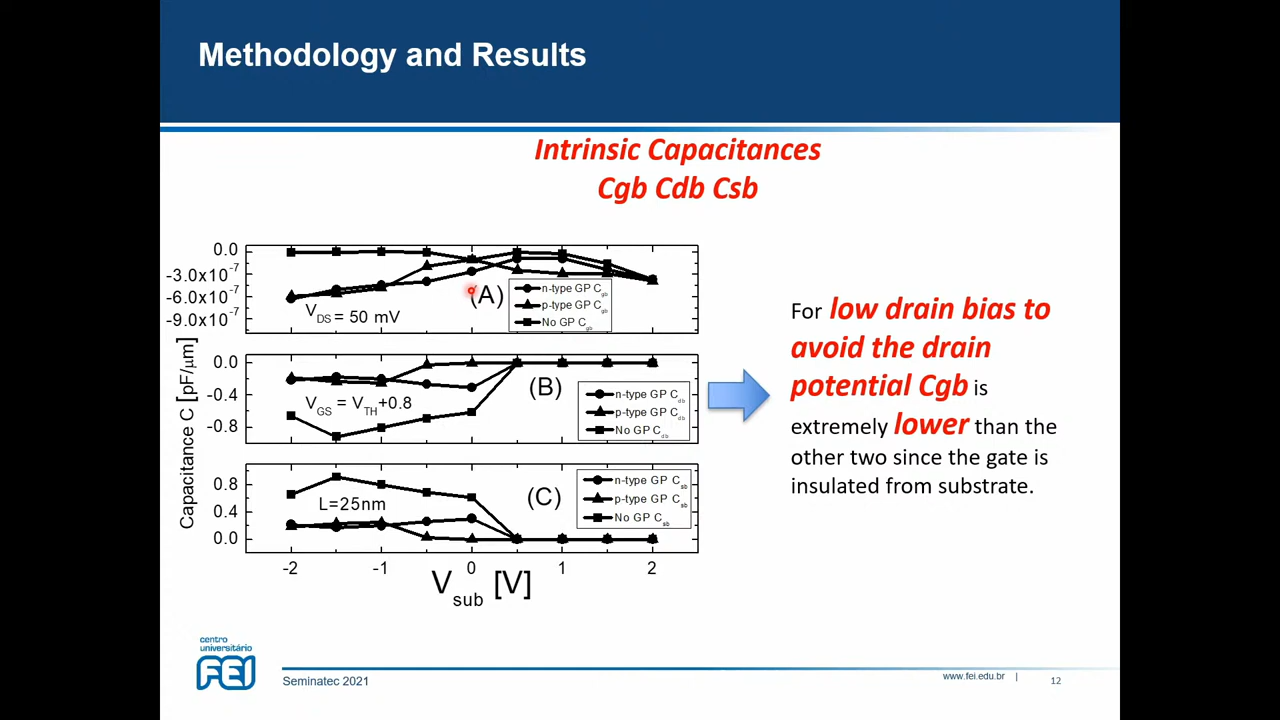 Methodology and Results
Intrinsic Capacitances
Cgb Cdb Csb
0.0
-3.0x10-7
-6.0x10-7
-9.0x10-7
VDS = 50 mV
(A)
n-type GP Cgb
p-type GP Cgb
No GP Cgb
0.0
-0.4
-0.8
VGS = VTH+0.8
(B)
n-type GP Cdb
p-type GP Cdb
No GP Cdb
0.8
0.4
0.0
L=25nm
(C)
n-type GP Csb
p-type GP Csb
No GP Csb
Capacitance C [pF/μm]
-2 -1 0 1 2
Vsub [V]
For low drain bias to
avoid the drain
potential Cgb is
extremely lower than the
other two since the gate is
insulated from substrate.
centro
universitário
FEI
Seminatec 2021
www.fei.edu.br |
12